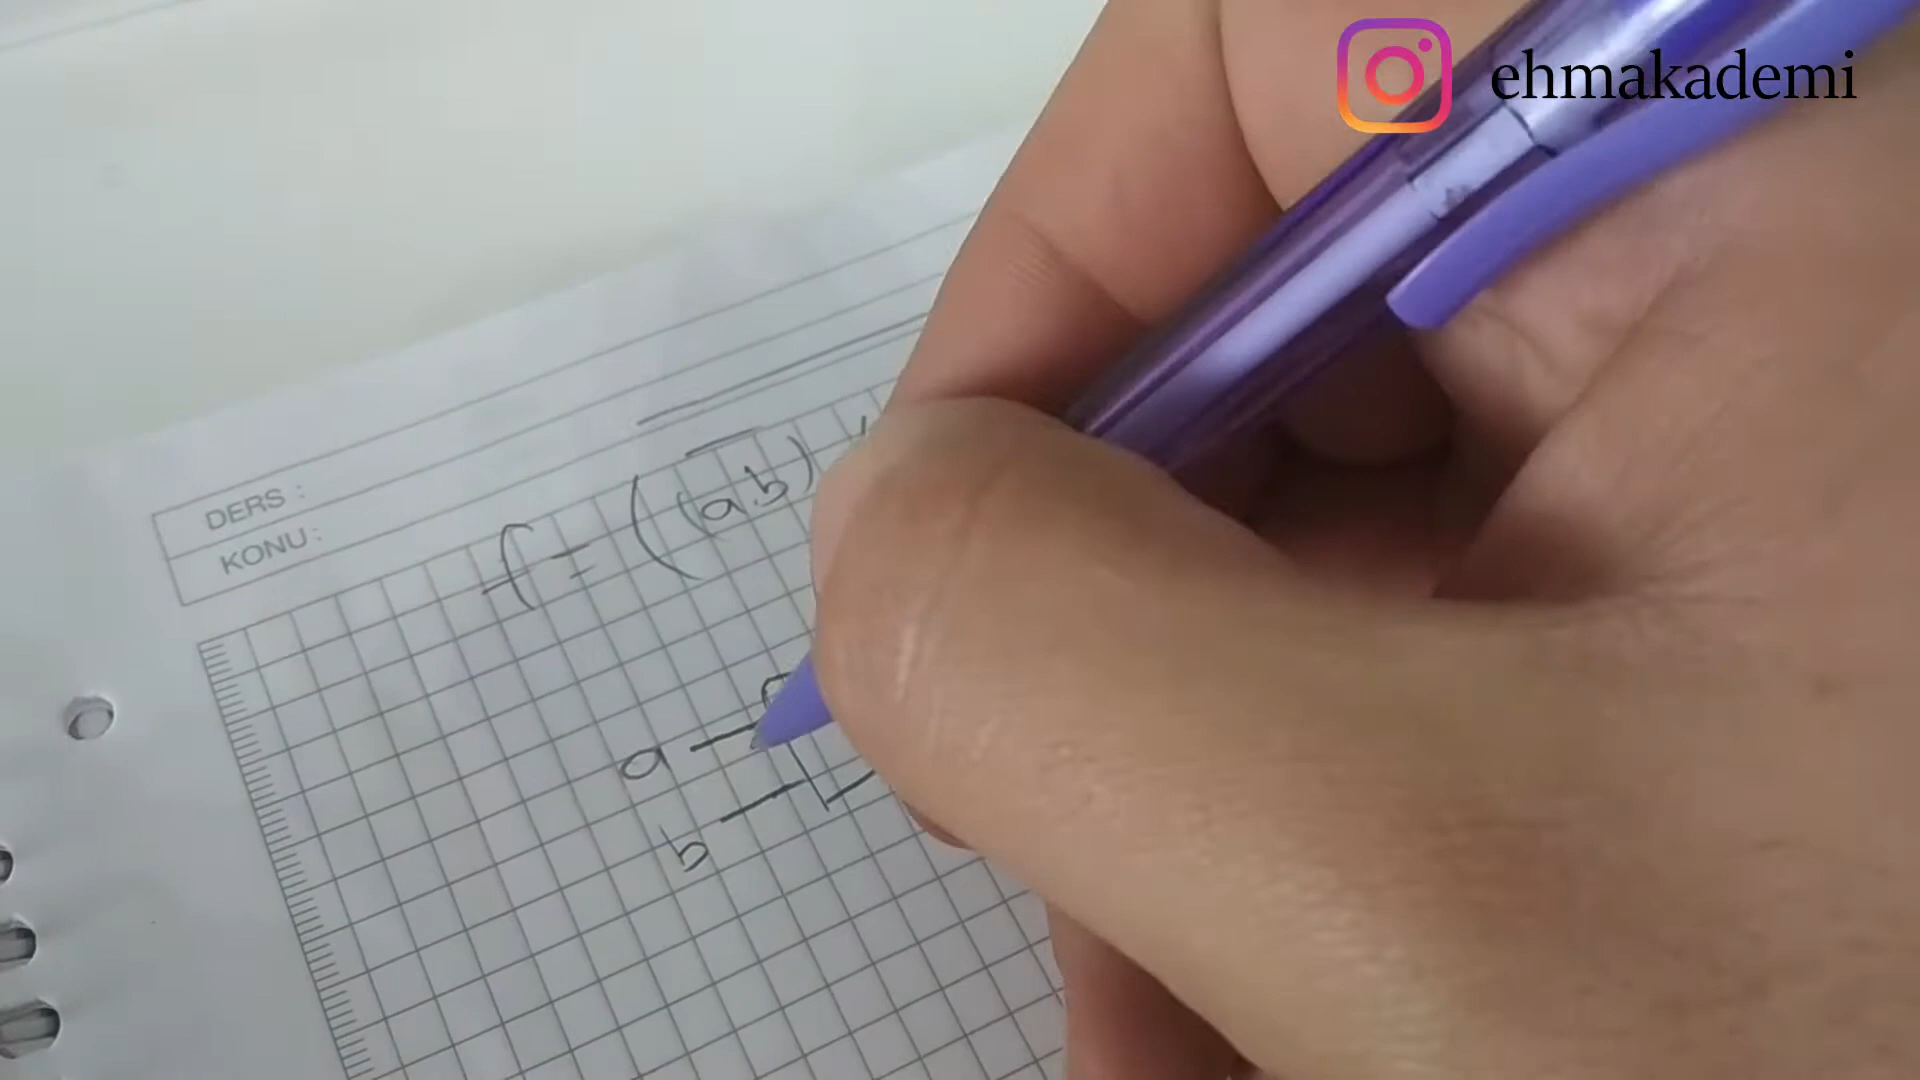 ehmakademi
DERS :
KONU :
f = ( (ab)
a
b